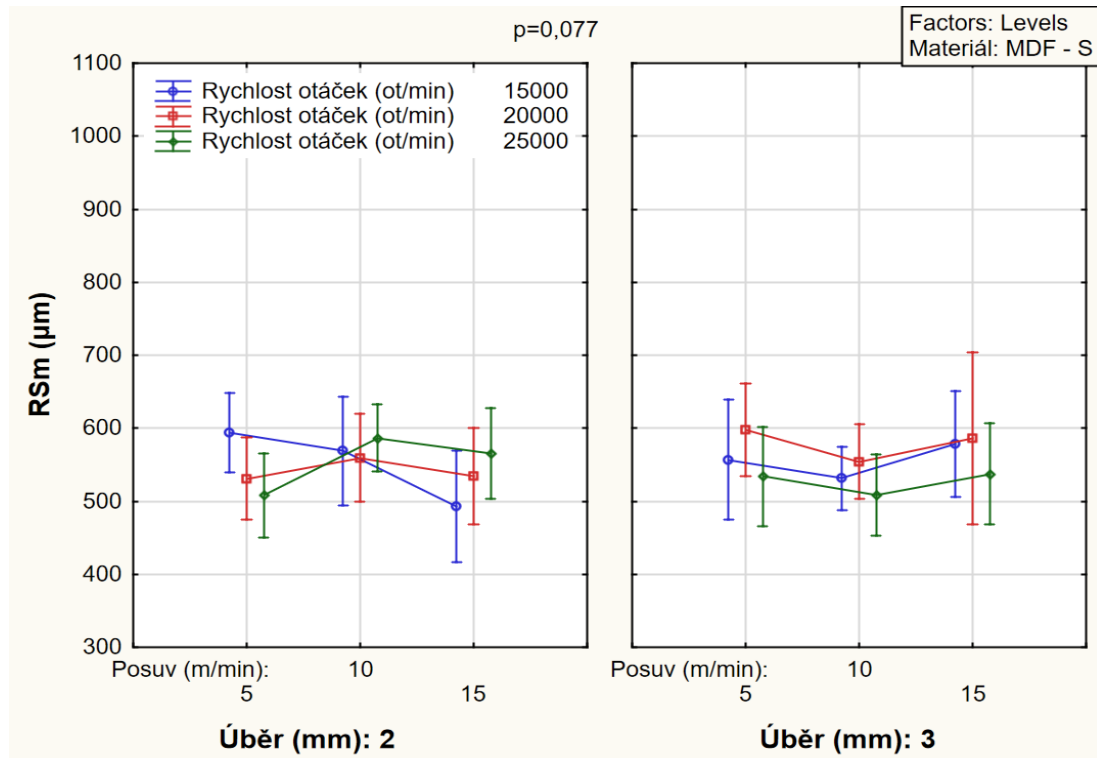 p=0,077
Factors: Levels
Materiál: MDF - S
1100
1000
900
800
700
600
500
400
300
RSm (µm)
Rychlost otáček (ot/min) 15000
Rychlost otáček (ot/min) 20000
Rychlost otáček (ot/min) 25000
Posuv (m/min): 10
5 15
Úběr (mm): 2
Posuv (m/min): 10
5 15
Úběr (mm): 3